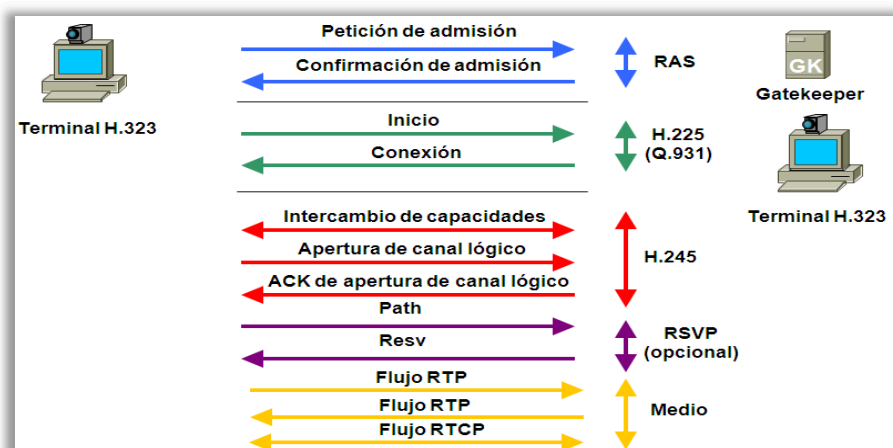 Petición de admisión
Confirmación de admisión
RAS
GK
Gatekeeper
Terminal H.323
Inicio
Conexión
H.225
(Q.931)
Terminal H.323
Intercambio de capacidades
Apertura de canal lógico
ACK de apertura de canal lógico
H.245
Path
Resv
RSVP
(opcional)
Flujo RTP
Flujo RTP
Flujo RTCP
Medio